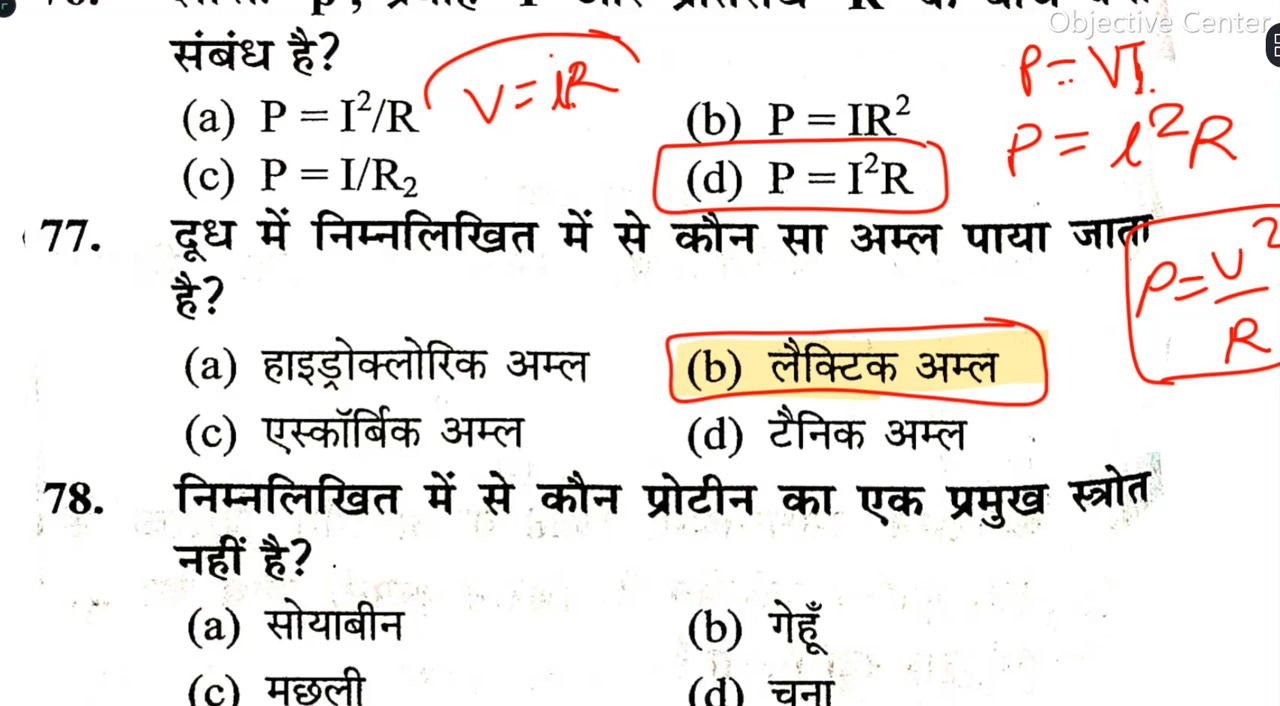 Objective Center
संबंध है?
V = iR
P = VI
(a) P = I²/R (b) P = IR²
P = i²R
(c) P = I/R₂ (d) P = I²R
77. दूध में निम्नलिखित में से कौन सा अम्ल पाया जाता
है?
P = V²/R
(a) हाइड्रोक्लोरिक अम्ल (b) लैक्टिक अम्ल
(c) एस्कॉर्बिक अम्ल (d) टैनिक अम्ल
78. निम्नलिखित में से कौन प्रोटीन का एक प्रमुख स्त्रोत
नहीं है?
(a) सोयाबीन (b) गेहूँ
(c) मछली (d) चना